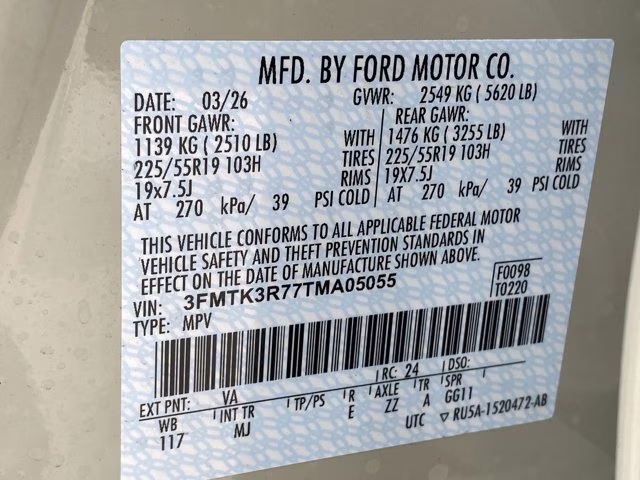 MFD. BY FORD MOTOR CO.
DATE: 03/26 GVWR: 2549 KG ( 5620 LB)
FRONT GAWR: REAR GAWR:
1139 KG ( 2510 LB) WITH 1476 KG ( 3255 LB) WITH
225/55R19 103H TIRES 225/55R19 103H TIRES
19x7.5J RIMS 19X7.5J RIMS
AT 270 kPa/ 39 PSI COLD AT 270 kPa/ 39 PSI COLD
THIS VEHICLE CONFORMS TO ALL APPLICABLE FEDERAL MOTOR
VEHICLE SAFETY AND THEFT PREVENTION STANDARDS IN
EFFECT ON THE DATE OF MANUFACTURE SHOWN ABOVE.
VIN: 3FMTK3R77TMA05055 F0098
TYPE: MPV T0220
EXT PNT: VA RC: 24 DSO:
WB INT TR TP/PS R AXLE TR SPR
117 MJ E ZZ A GG11
UTC ▽ RU5A-1520472-AB